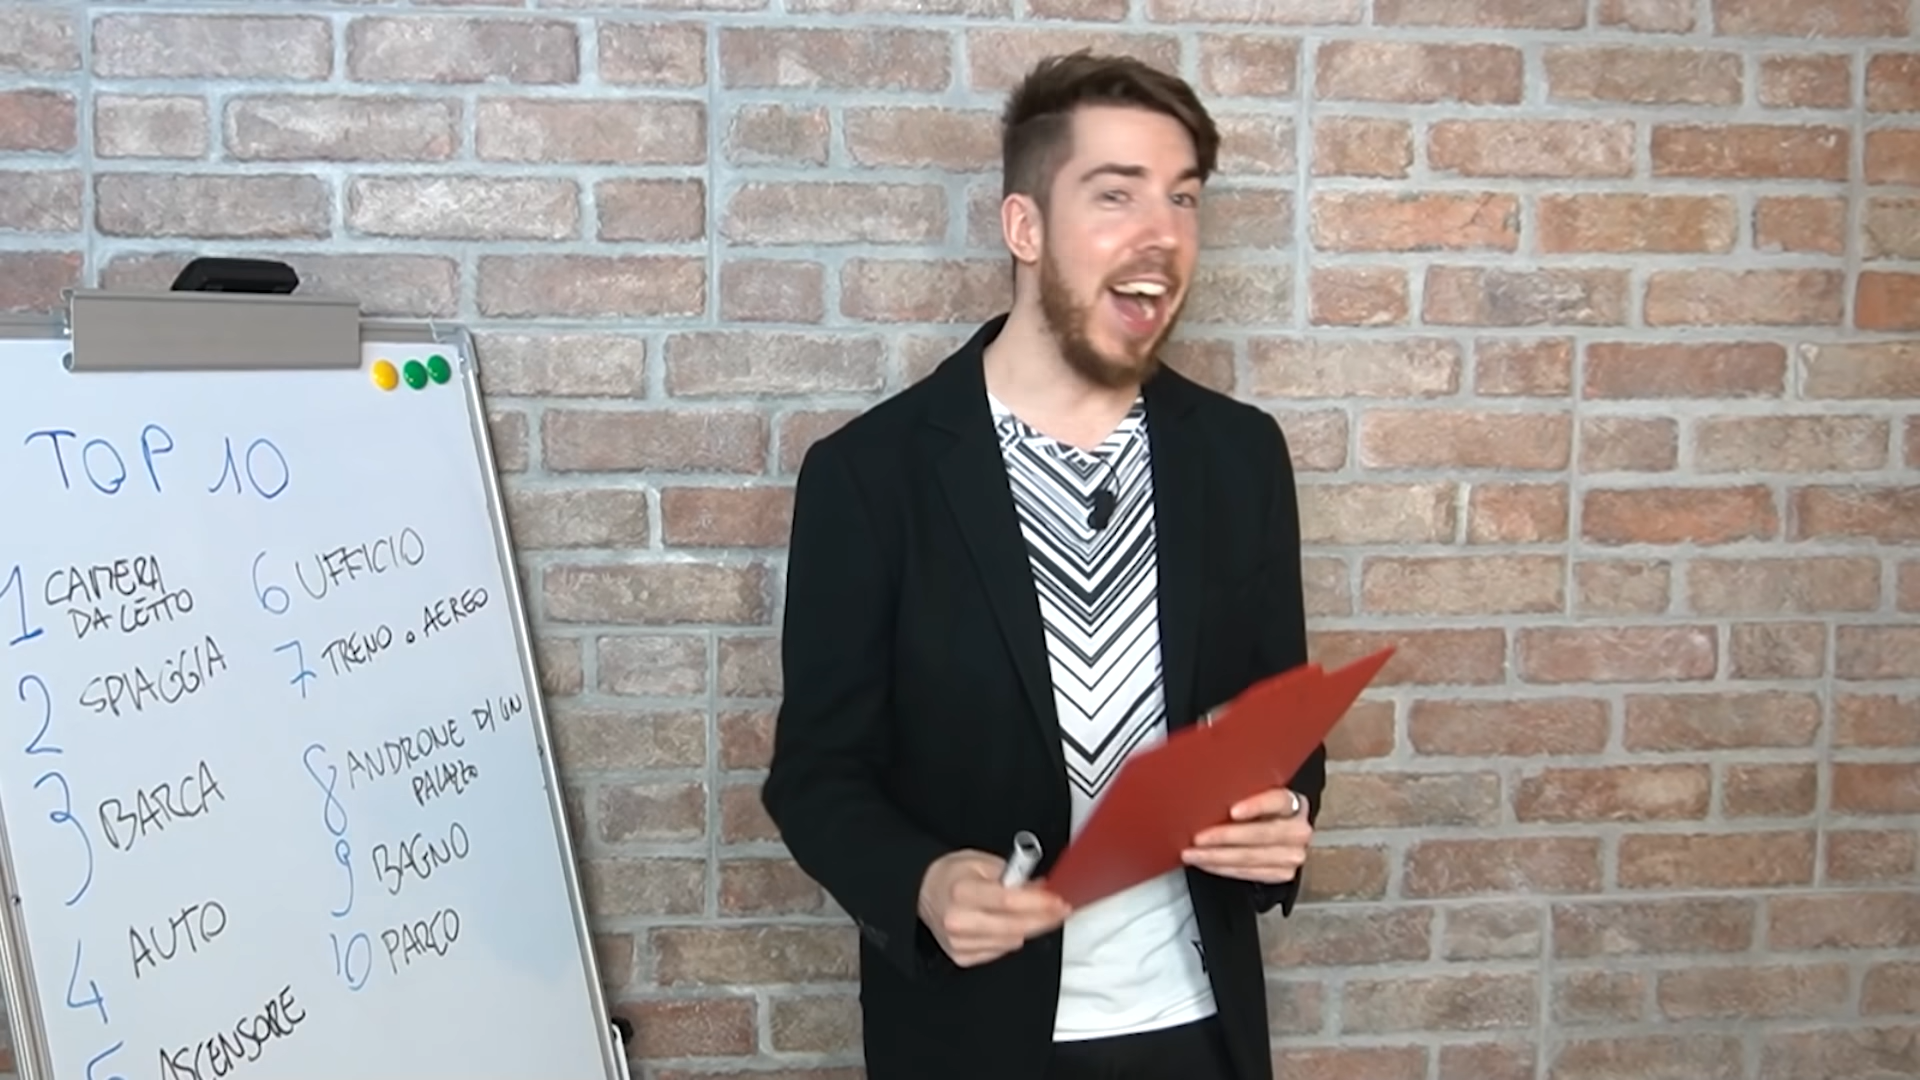 TOP 10
1 CAMERA
DA LETTO
2 SPIAGGIA
3 BARCA
4 AUTO
5 ASCENSORE
6 UFFICIO
7 TRENO o AEREO
8 ANDRONE DI UN
PALAZZO
9 BAGNO
10 PARCO